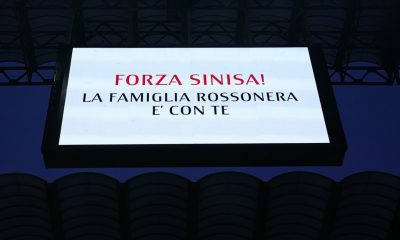 FORZA SINISA!
LA FAMIGLIA ROSSONERA
E' CON TE